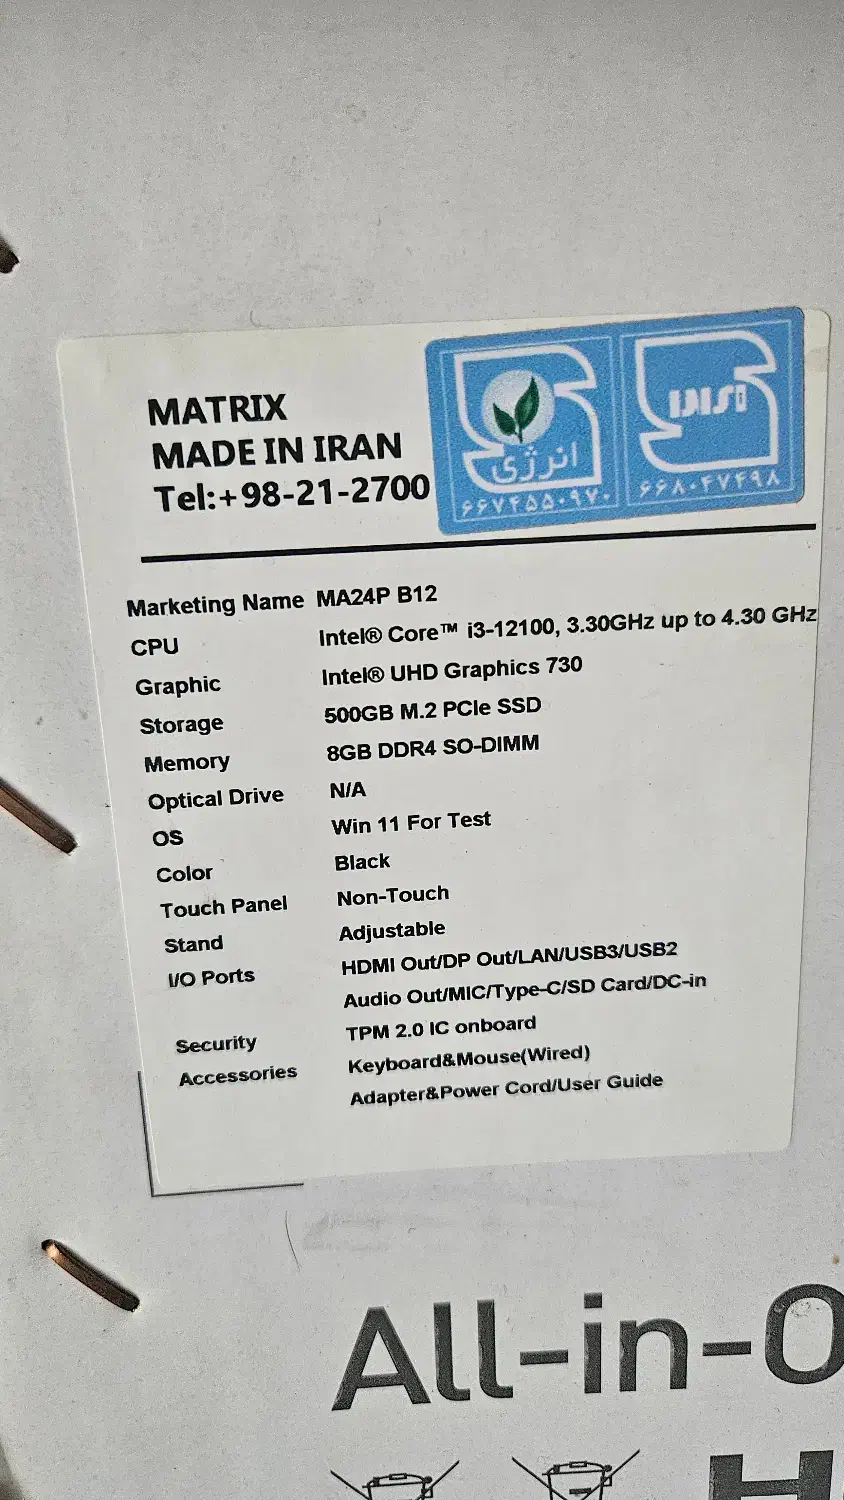 MATRIX
MADE IN IRAN
Tel:+98-21-2700
انرژی
۶۶۷۴۵۵۰۹۷۰
۶۶۸۰۴۷۴۹۸
Marketing Name MA24P B12
CPU Intel® Core™ i3-12100, 3.30GHz up to 4.30 GHz
Graphic Intel® UHD Graphics 730
Storage 500GB M.2 PCIe SSD
Memory 8GB DDR4 SO-DIMM
Optical Drive N/A
OS Win 11 For Test
Color Black
Touch Panel Non-Touch
Stand Adjustable
I/O Ports HDMI Out/DP Out/LAN/USB3/USB2
Audio Out/MIC/Type-C/SD Card/DC-in
Security TPM 2.0 IC onboard
Accessories Keyboard&Mouse(Wired)
Adapter&Power Cord/User Guide
All-in-O
H